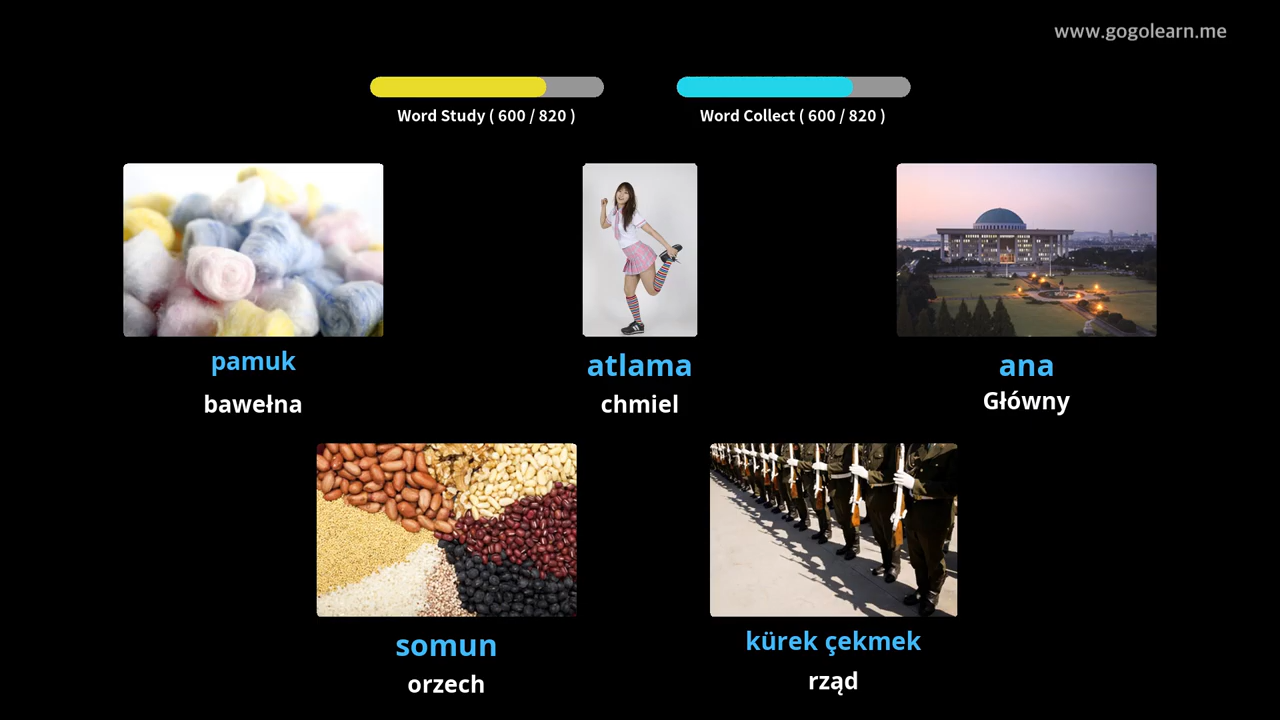 www.gogolearn.me
Word Study ( 600 / 820 )
Word Collect ( 600 / 820 )
pamuk
bawełna
atlama
chmiel
ana
Główny
somun
orzech
kürek çekmek
rząd